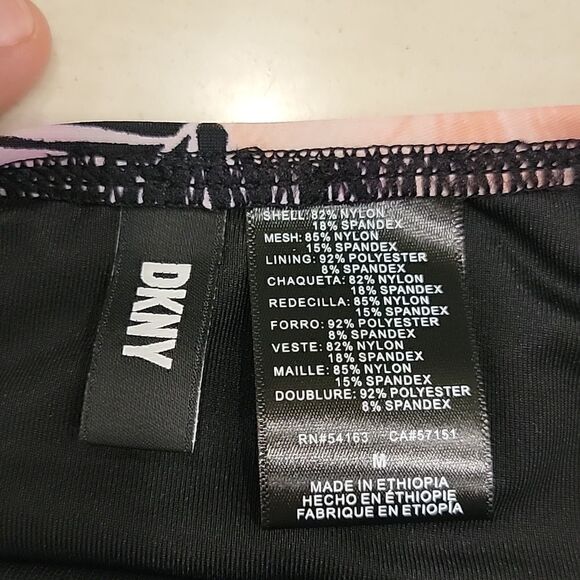 DKNY
SHELL: 82% NYLON
18% SPANDEX
MESH: 85% NYLON
15% SPANDEX
LINING: 92% POLYESTER
8% SPANDEX
CHAQUETA: 82% NYLON
18% SPANDEX
REDECILLA: 85% NYLON
15% SPANDEX
FORRO: 92% POLYESTER
8% SPANDEX
VESTE: 82% NYLON
18% SPANDEX
MAILLE: 85% NYLON
15% SPANDEX
DOUBLURE: 92% POLYESTER
8% SPANDEX
RN#54163 CA#57151
M
MADE IN ETHIOPIA
HECHO EN ÉTHIOPIE
FABRIQUE EN ETIOPÍA